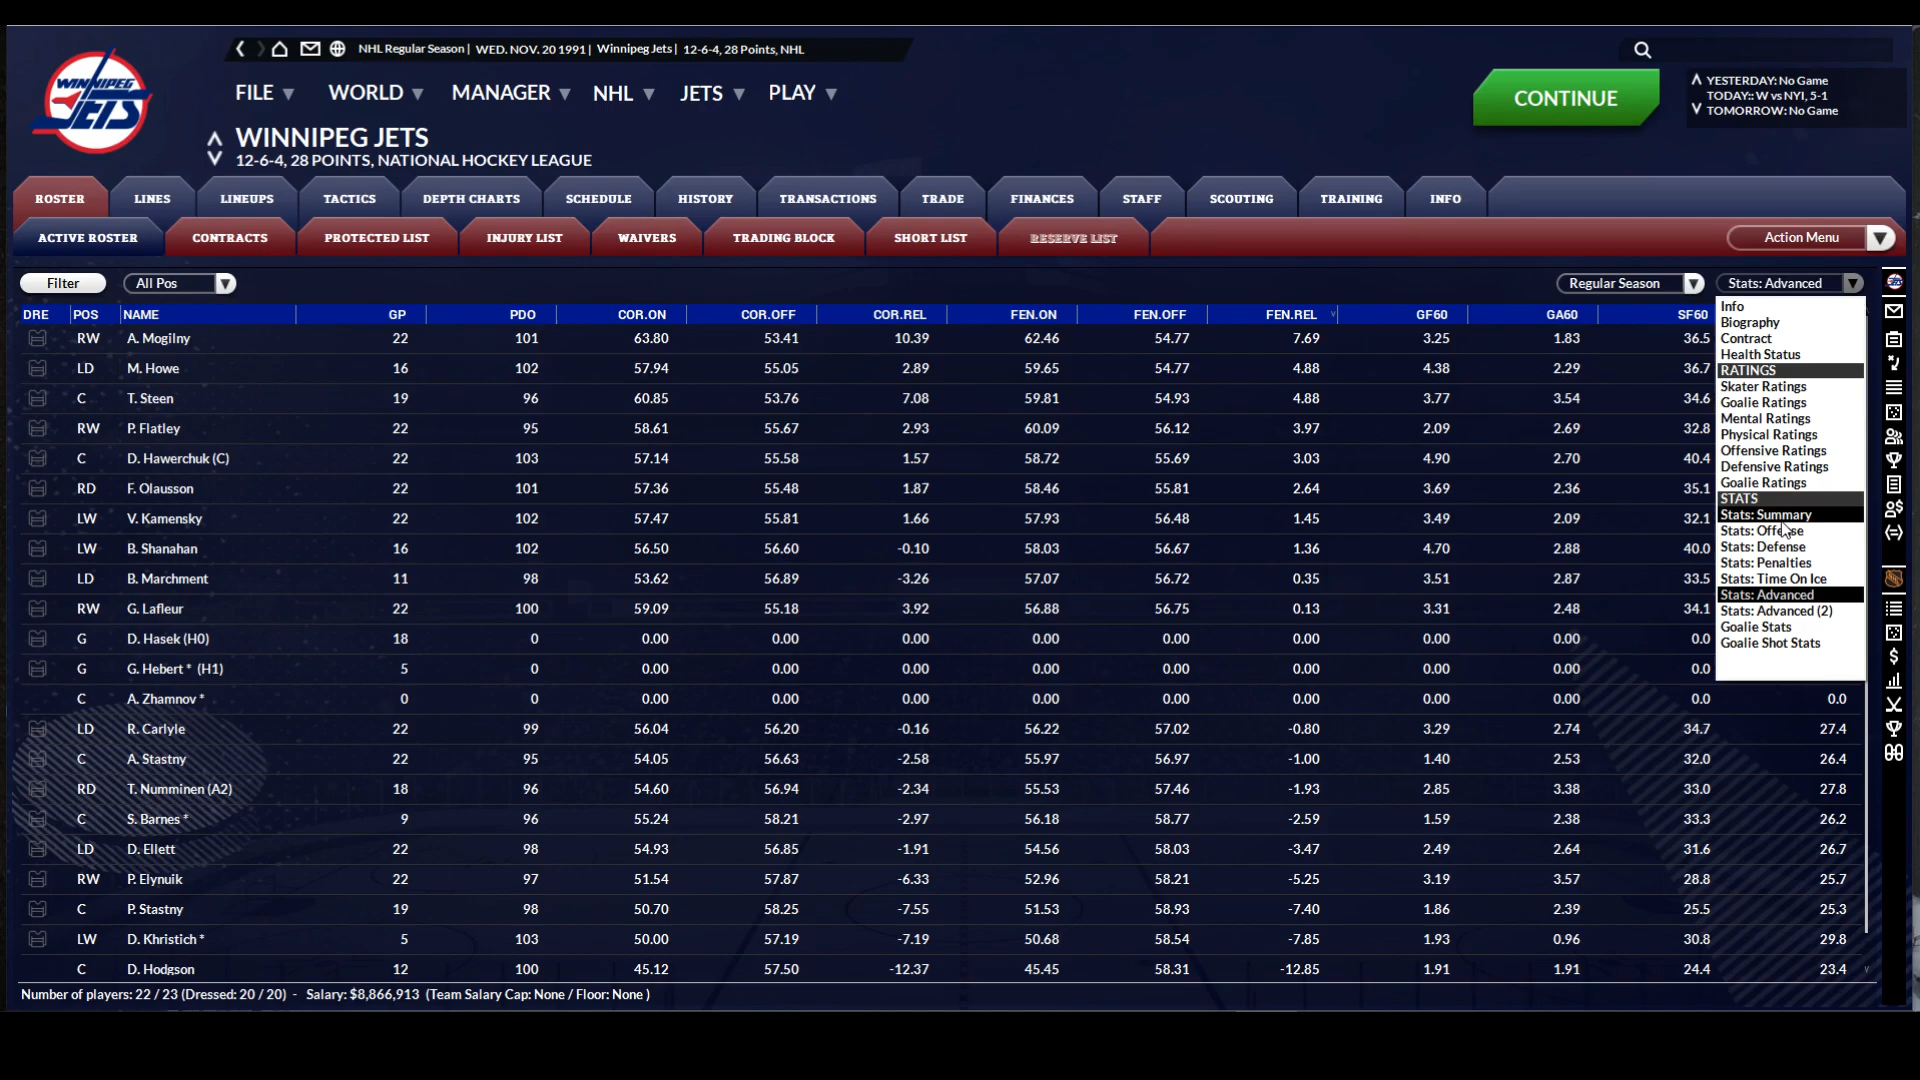 NHL Regular Season | WED. NOV. 20 1991 | Winnipeg Jets | 12-6-4, 28 Points, NHL
FILE WORLD MANAGER NHL JETS PLAY
CONTINUE
YESTERDAY: No Game
TODAY:: W vs NYI, 5-1
TOMORROW: No Game
WINNIPEG JETS
WINNIPEG JETS
12-6-4, 28 POINTS, NATIONAL HOCKEY LEAGUE
ROSTER LINES LINEUPS TACTICS DEPTH CHARTS SCHEDULE HISTORY TRANSACTIONS TRADE FINANCES STAFF SCOUTING TRAINING INFO
ACTIVE ROSTER CONTRACTS PROTECTED LIST INJURY LIST WAIVERS TRADING BLOCK SHORT LIST RESERVE LIST Action Menu
Filter All Pos Regular Season Stats: Advanced
DRE POS NAME GP PDO COR.ON COR.OFF COR.REL FEN.ON FEN.OFF FEN.REL GF60 GA60 SF60
RW A. Mogilny 22 101 63.80 53.41 10.39 62.46 54.77 7.69 3.25 1.83 36.5
LD M. Howe 16 102 57.94 55.05 2.89 59.65 54.77 4.88 4.38 2.29 36.7
C T. Steen 19 96 60.85 53.76 7.08 59.81 54.93 4.88 3.77 3.54 34.6
RW P. Flatley 22 95 58.61 55.67 2.93 60.09 56.12 3.97 2.09 2.69 32.8
C D. Hawerchuk (C) 22 103 57.14 55.58 1.57 58.72 55.69 3.03 4.90 2.70 40.4
RD F. Olausson 22 101 57.36 55.48 1.87 58.46 55.81 2.64 3.69 2.36 35.1
LW V. Kamensky 22 102 57.47 55.81 1.66 57.93 56.48 1.45 3.49 2.09 32.1
LW B. Shanahan 16 102 56.50 56.60 -0.10 58.03 56.67 1.36 4.70 2.88 40.0
LD B. Marchment 11 98 53.62 56.89 -3.26 57.07 56.72 0.35 3.51 2.87 33.5
RW G. Lafleur 22 100 59.09 55.18 3.92 56.88 56.75 0.13 3.31 2.48 34.1
G D. Hasek (H0) 18 0 0.00 0.00 0.00 0.00 0.00 0.00 0.00 0.00 0.0
G G. Hebert * (H1) 5 0 0.00 0.00 0.00 0.00 0.00 0.00 0.00 0.00 0.0
C A. Zhamnov * 0 0 0.00 0.00 0.00 0.00 0.00 0.00 0.00 0.00 0.0 0.0
LD R. Carlyle 22 99 56.04 56.20 -0.16 56.22 57.02 -0.80 3.29 2.74 34.7 27.4
C A. Stastny 22 95 54.05 56.63 -2.58 55.97 56.97 -1.00 1.40 2.53 32.0 26.4
RD T. Numminen (A2) 18 96 54.60 56.94 -2.34 55.53 57.46 -1.93 2.85 3.38 33.0 27.8
C S. Barnes * 9 96 55.24 58.21 -2.97 56.18 58.77 -2.59 1.59 2.38 33.3 26.2
LD D. Ellett 22 98 54.93 56.85 -1.91 54.56 58.03 -3.47 2.49 2.64 31.6 26.7
RW P. Elynuik 22 97 51.54 57.87 -6.33 52.96 58.21 -5.25 3.19 3.57 28.8 25.7
C P. Stastny 19 98 50.70 58.25 -7.55 51.53 58.93 -7.40 1.86 2.39 25.5 25.3
LW D. Khristich * 5 103 50.00 57.19 -7.19 50.68 58.54 -7.85 1.93 0.96 30.8 29.8
C D. Hodgson 12 100 45.12 57.50 -12.37 45.45 58.31 -12.85 1.91 1.91 24.4 23.4
Info
Biography
Contract
Health Status
RATINGS
Skater Ratings
Goalie Ratings
Mental Ratings
Physical Ratings
Offensive Ratings
Defensive Ratings
Goalie Ratings
STATS
Stats: Summary
Stats: Offense
Stats: Defense
Stats: Penalties
Stats: Time On Ice
Stats: Advanced
Stats: Advanced (2)
Goalie Stats
Goalie Shot Stats
Number of players: 22 / 23 (Dressed: 20 / 20) - Salary: $8,866,913 (Team Salary Cap: None / Floor: None )